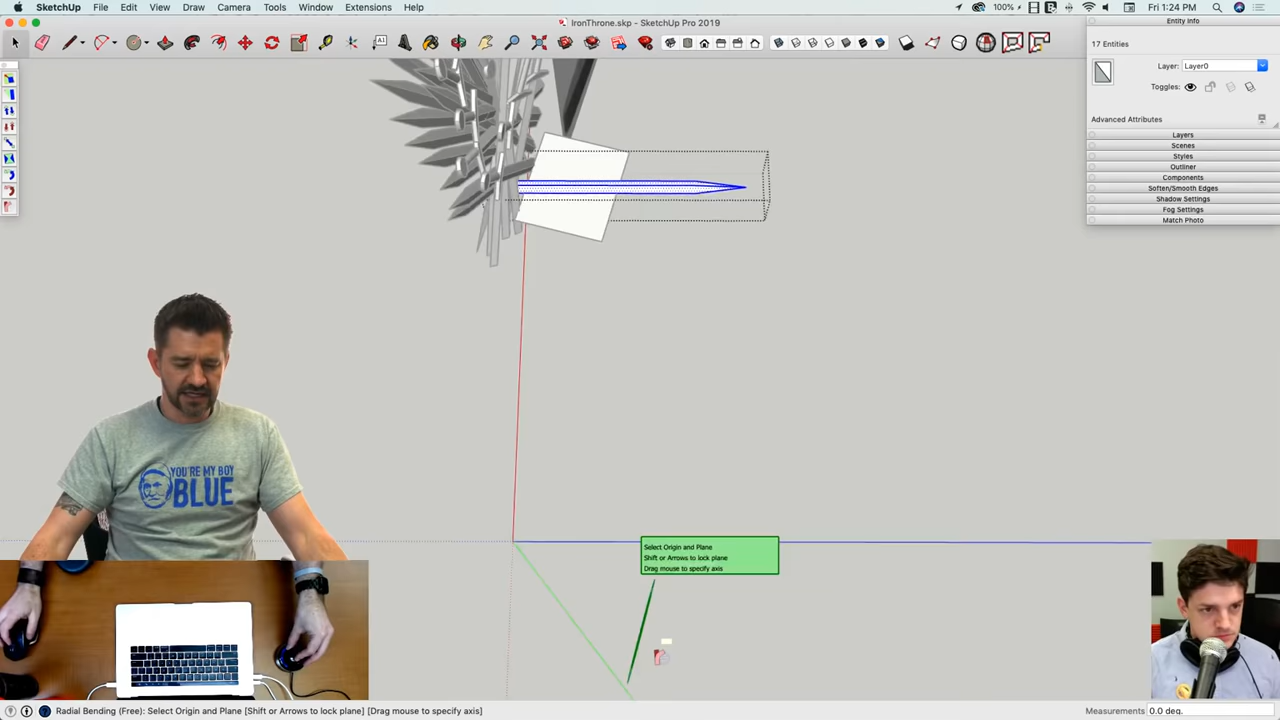 SketchUp File Edit View Draw Camera Tools Window Extensions Help
100% Fri 1:24 PM
IronThrone.skp - SketchUp Pro 2019
Entity Info
17 Entities
Layer: Layer0
Toggles:
Advanced Attributes
Layers
Scenes
Styles
Outliner
Components
Soften/Smooth Edges
Shadow Settings
Fog Settings
Match Photo
YOU'RE MY BOY
BLUE
Select Origin and Plane
Shift or Arrows to lock plane
Drag mouse to specify axis
Radial Bending (Free): Select Origin and Plane [Shift or Arrows to lock plane] [Drag mouse to specify axis]
Measurements 0.0 deg.